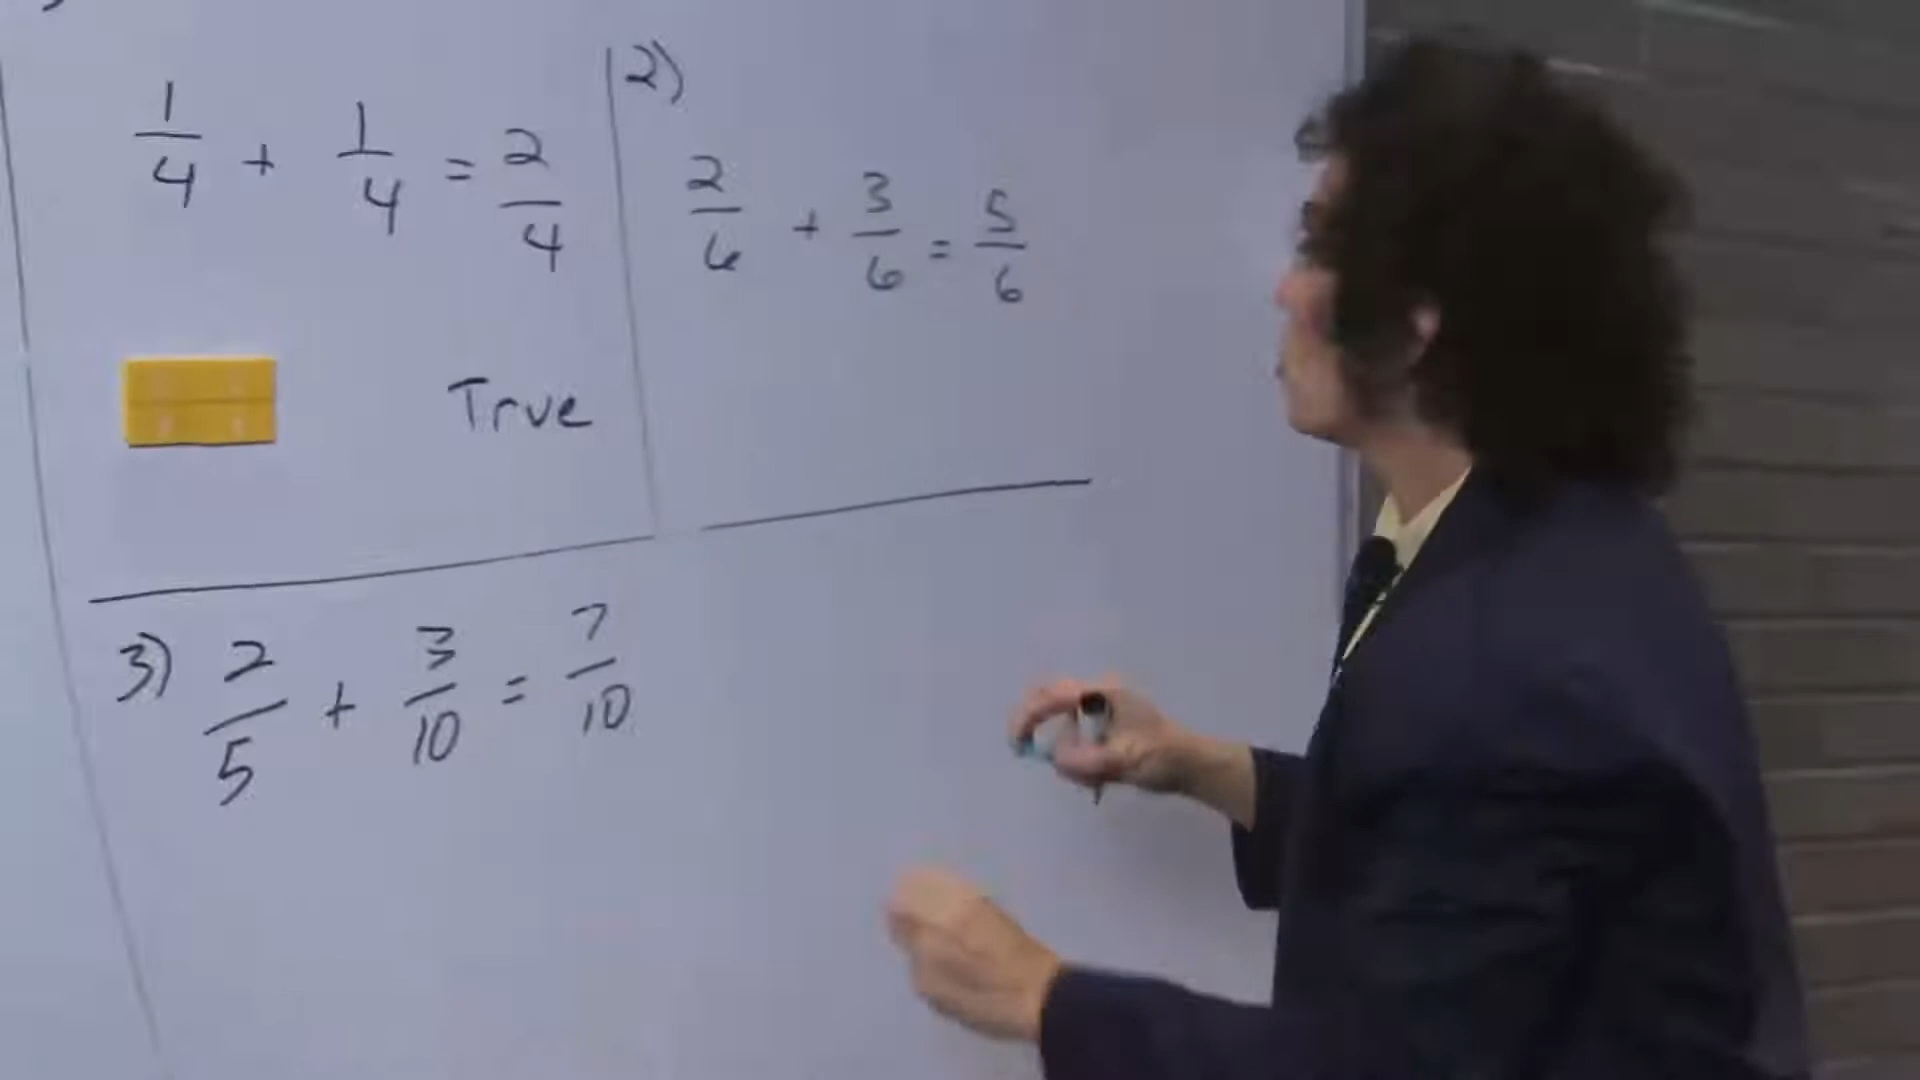 1/4 + 1/4 = 2/4
True
2)
2/6 + 3/6 = 5/6
3) 2/5 + 3/10 = 7/10